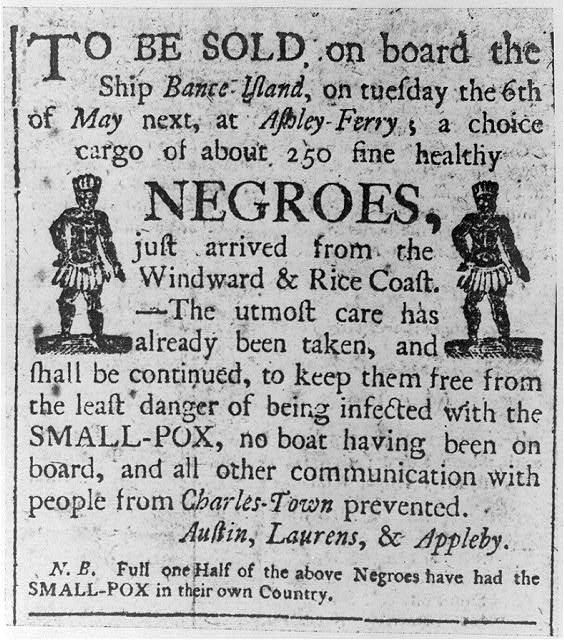 TO BE SOLD, on board the
Ship Bance-Iſland, on tueſday the 6th
of May next, at Aſhley-Ferry; a choice
cargo of about 250 fine healthy
NEGROES,
juſt arrived from the
Windward & Rice Coaſt.
—The utmoſt care has
already been taken, and
ſhall be continued, to keep them free from
the leaſt danger of being infected with the
SMALL-POX, no boat having been on
board, and all other communication with
people from Charles-Town prevented.
Auſtin, Laurens, & Appleby.
N. B. Full one Half of the above Negroes have had the
SMALL-POX in their own Country.